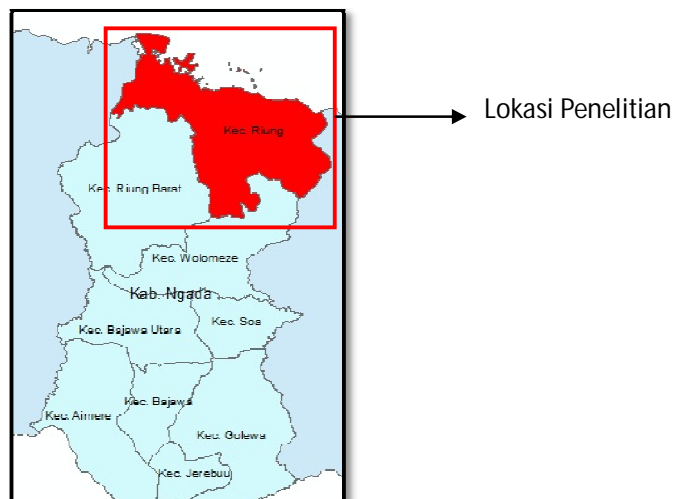 Lokasi Penelitian
Kec. Riung
Kec. Riung Barat
Kec. Wolomeze
Kab. Ngada
Kec. Soa
Kec. Bajawa Utara
Kec. Bajawa
Kec. Aimere
Kec. Golewa
Kec. Jerebuu